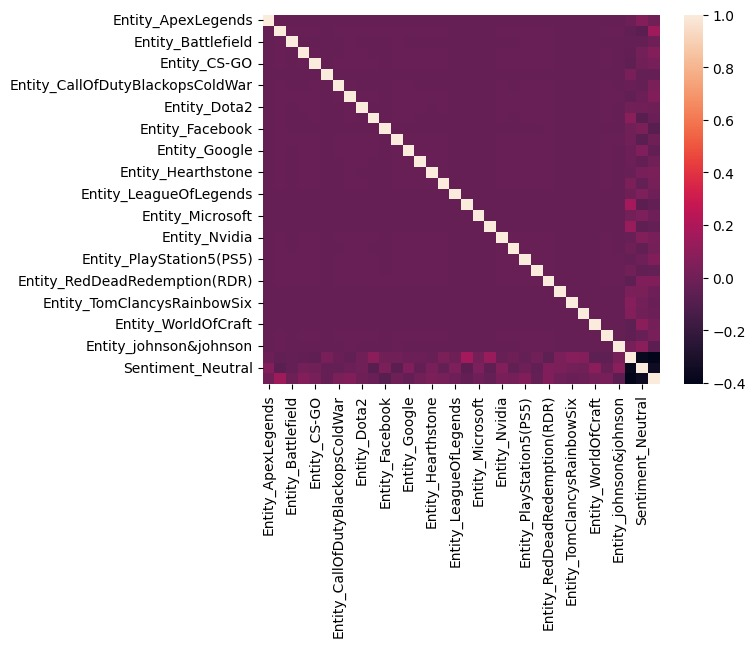 Entity_ApexLegends
Entity_Battlefield
Entity_CS-GO
Entity_CallOfDutyBlackopsColdWar
Entity_Dota2
Entity_Facebook
Entity_Google
Entity_Hearthstone
Entity_LeagueOfLegends
Entity_Microsoft
Entity_Nvidia
Entity_PlayStation5(PS5)
Entity_RedDeadRedemption(RDR)
Entity_TomClancysRainbowSix
Entity_WorldOfCraft
Entity_johnson&johnson
Sentiment_Neutral
Entity_ApexLegends
Entity_Battlefield
Entity_CS-GO
Entity_CallOfDutyBlackopsColdWar
Entity_Dota2
Entity_Facebook
Entity_Google
Entity_Hearthstone
Entity_LeagueOfLegends
Entity_Microsoft
Entity_Nvidia
Entity_PlayStation5(PS5)
Entity_RedDeadRedemption(RDR)
Entity_TomClancysRainbowSix
Entity_WorldOfCraft
Entity_johnson&johnson
Sentiment_Neutral
1.0
0.8
0.6
0.4
0.2
0.0
−0.2
−0.4